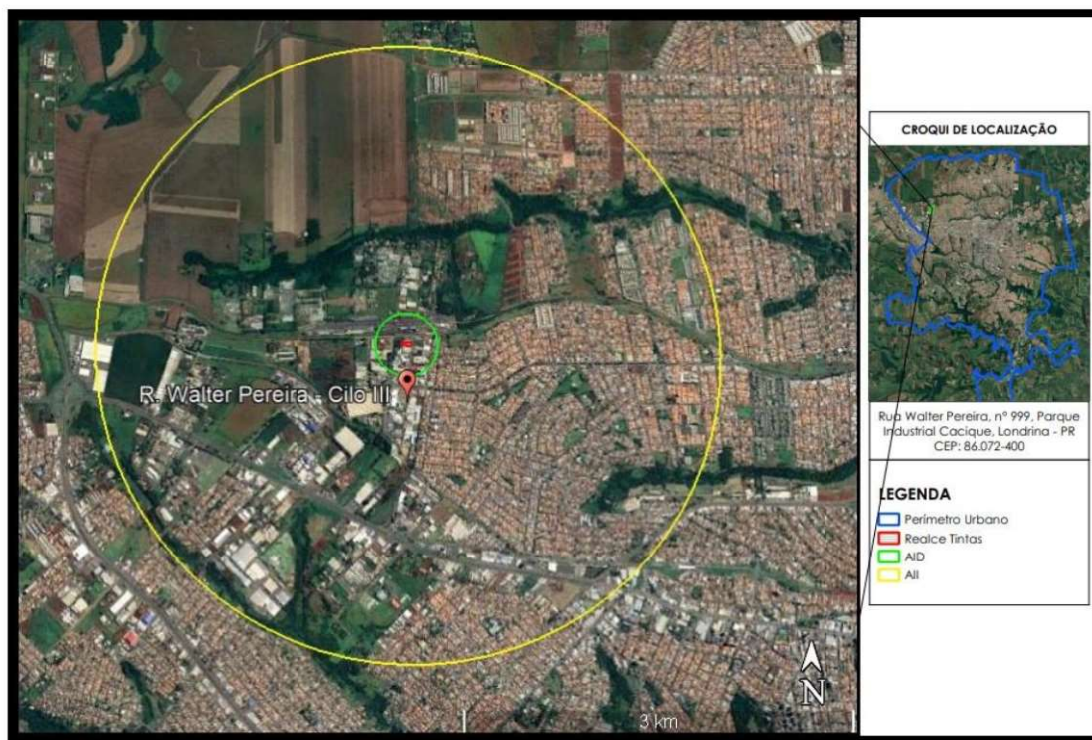 R. Walter Pereira - Cilo III
3 km
N
CROQUI DE LOCALIZAÇÃO
Rua Walter Pereira, nº 999, Parque
Industrial Cacique, Londrina - PR
CEP: 86.072-400
LEGENDA
Perímetro Urbano
Realce Tintas
AID
AII